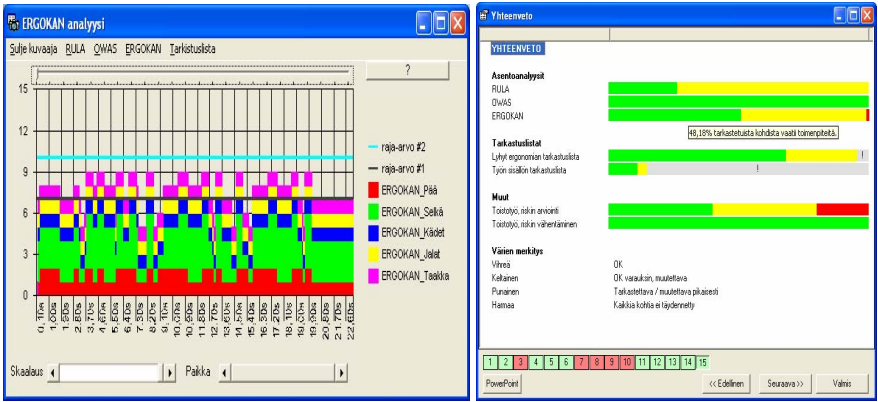 ERGOKAN analyysi
Sulje kuvaaja RULA OWAS ERGOKAN Tarkistuslista
?
15
12
9
6
3
0
raja-arvo #2
raja-arvo #1
ERGOKAN_Pää
ERGOKAN_Selkä
ERGOKAN_Kädet
ERGOKAN_Jalat
ERGOKAN_Taakka
Skaalaus
Paikka
Yhteenveto
YHTEENVETO
Asentoanalyysit
RULA
OWAS
ERGOKAN
48,18% tarkastetuista kohdista vaatii toimenpiteitä.
Tarkastuslistat
Lyhyt ergonomian tarkastuslista !
Työn sisällön tarkastuslista !
Muut
Toistotyö, riskin arviointi
Toistotyö, riskin vähentäminen
Värien merkitys
Vihreä OK
Keltainen OK varauksin, muutettava
Punainen Tarkastettava / muutettava pikaisesti
Harmaa Kaikkia kohtia ei täydennetty
1 2 3 4 5 6 7 8 9 10 11 12 13 14 15
PowerPoint << Edellinen Seuraava >> Valmis